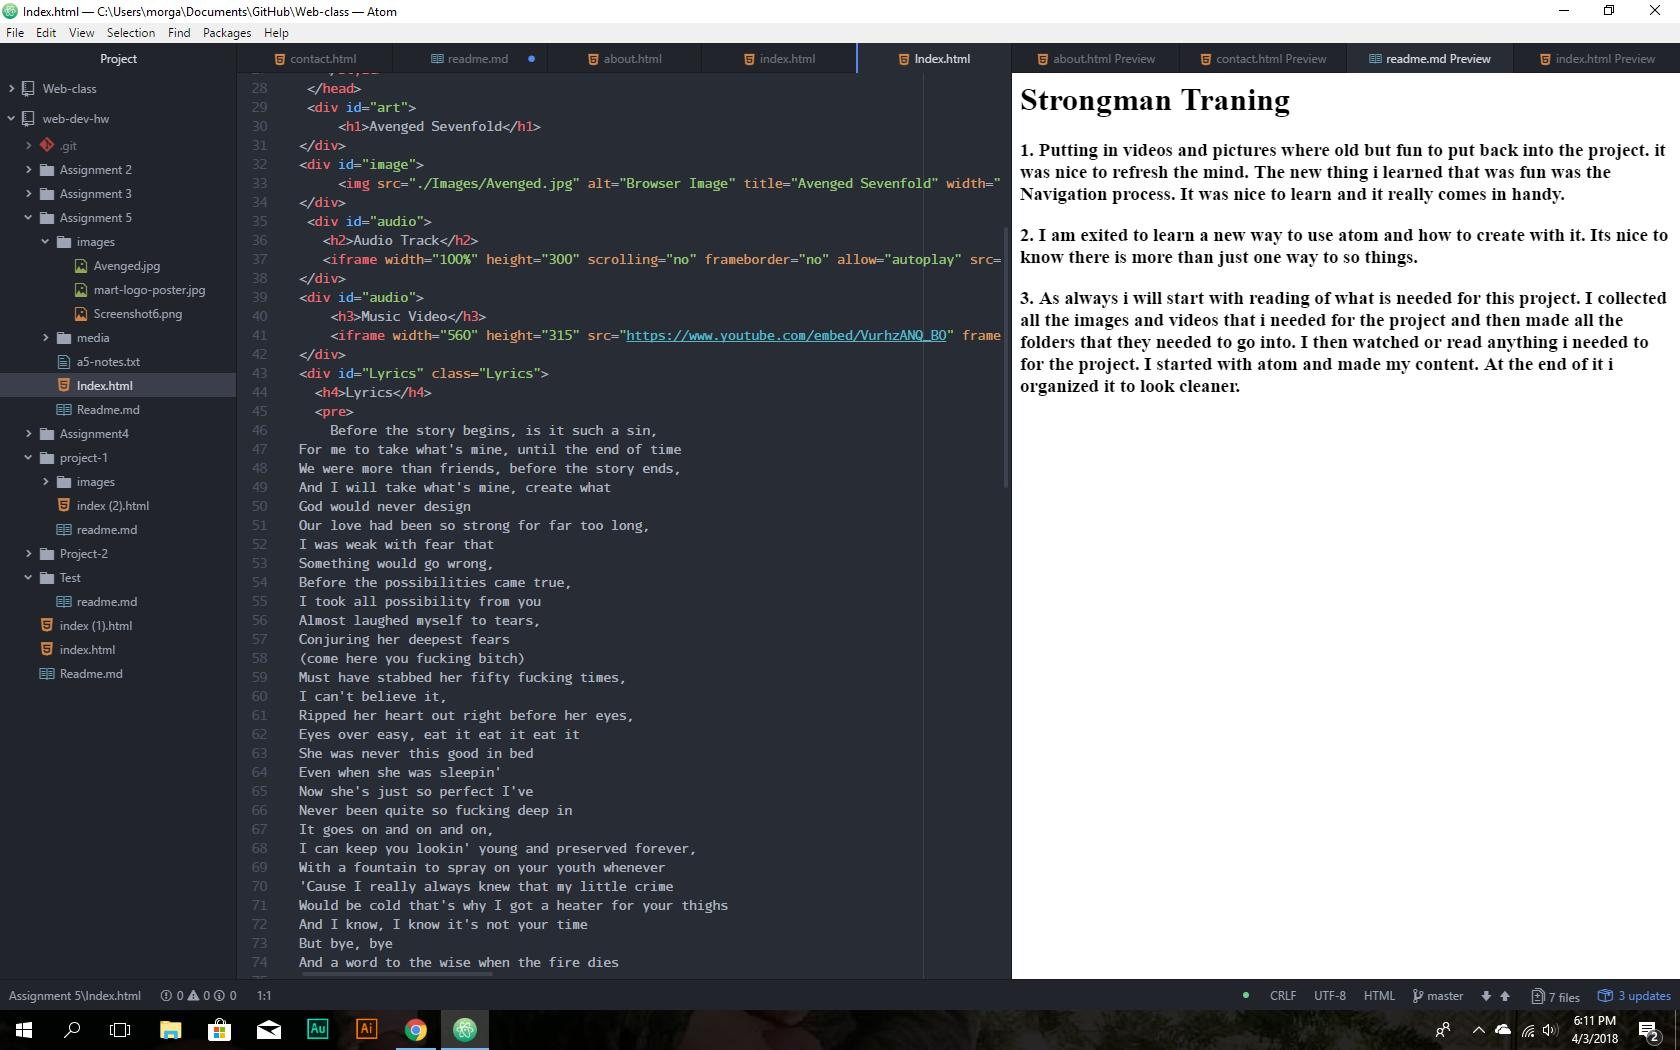 Index.html — C:\Users\morga\Documents\GitHub\Web-class — Atom
File Edit View Selection Find Packages Help
Project
contact.html readme.md about.html index.html Index.html about.html Preview contact.html Preview readme.md Preview index.html Preview
Web-class
web-dev-hw
.git
Assignment 2
Assignment 3
Assignment 5
images
Avenged.jpg
mart-logo-poster.jpg
Screenshot6.png
media
a5-notes.txt
Index.html
Readme.md
Assignment4
project-1
images
index (2).html
readme.md
Project-2
Test
readme.md
index (1).html
index.html
Readme.md
28 </head>
29 <div id="art">
30 <h1>Avenged Sevenfold</h1>
31 </div>
32 <div id="image">
33 <img src="./Images/Avenged.jpg" alt="Browser Image" title="Avenged Sevenfold" width="
34 </div>
35 <div id="audio">
36 <h2>Audio Track</h2>
37 <iframe width="100%" height="300" scrolling="no" frameborder="no" allow="autoplay" src=
38 </div>
39 <div id="audio">
40 <h3>Music Video</h3>
41 <iframe width="560" height="315" src="https://www.youtube.com/embed/VurhzANQ_B0" frame
42 </div>
43 <div id="Lyrics" class="Lyrics">
44 <h4>Lyrics</h4>
45 <pre>
46 Before the story begins, is it such a sin,
47 For me to take what's mine, until the end of time
48 We were more than friends, before the story ends,
49 And I will take what's mine, create what
50 God would never design
51 Our love had been so strong for far too long,
52 I was weak with fear that
53 Something would go wrong,
54 Before the possibilities came true,
55 I took all possibility from you
56 Almost laughed myself to tears,
57 Conjuring her deepest fears
58 (come here you fucking bitch)
59 Must have stabbed her fifty fucking times,
60 I can't believe it,
61 Ripped her heart out right before her eyes,
62 Eyes over easy, eat it eat it eat it
63 She was never this good in bed
64 Even when she was sleepin'
65 Now she's just so perfect I've
66 Never been quite so fucking deep in
67 It goes on and on and on,
68 I can keep you lookin' young and preserved forever,
69 With a fountain to spray on your youth whenever
70 'Cause I really always knew that my little crime
71 Would be cold that's why I got a heater for your thighs
72 And I know, I know it's not your time
73 But bye, bye
74 And a word to the wise when the fire dies
Strongman Traning
1. Putting in videos and pictures where old but fun to put back into the project. it
was nice to refresh the mind. The new thing i learned that was fun was the
Navigation process. It was nice to learn and it really comes in handy.
2. I am exited to learn a new way to use atom and how to create with it. Its nice to
know there is more than just one way to so things.
3. As always i will start with reading of what is needed for this project. I collected
all the images and videos that i needed for the project and then made all the
folders that they needed to go into. I then watched or read anything i needed to
for the project. I started with atom and made my content. At the end of it i
organized it to look cleaner.
Assignment 5\Index.html 0 0 0 1:1 CRLF UTF-8 HTML master 7 files 3 updates
Au Ai
6:11 PM
4/3/2018
2